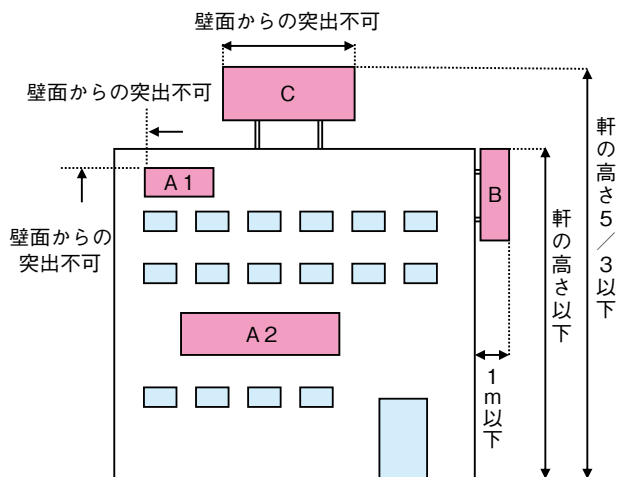 壁面からの突出不可
壁面からの突出不可
C
A1
B
壁面からの
突出不可
A2
1m以下
軒の高さ以下
軒の高さ5／3以下